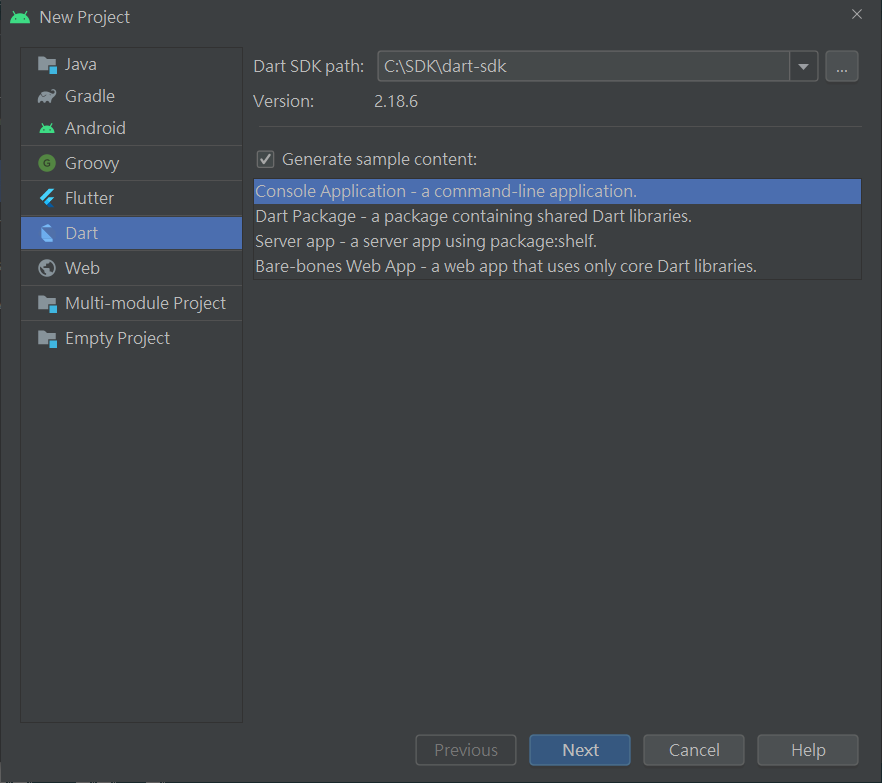 New Project
Java
Gradle
Android
Groovy
Flutter
Dart
Web
Multi-module Project
Empty Project
Dart SDK path: C:\SDK\dart-sdk ...
Version: 2.18.6
Generate sample content:
Console Application - a command-line application.
Dart Package - a package containing shared Dart libraries.
Server app - a server app using package:shelf.
Bare-bones Web App - a web app that uses only core Dart libraries.
Previous Next Cancel Help